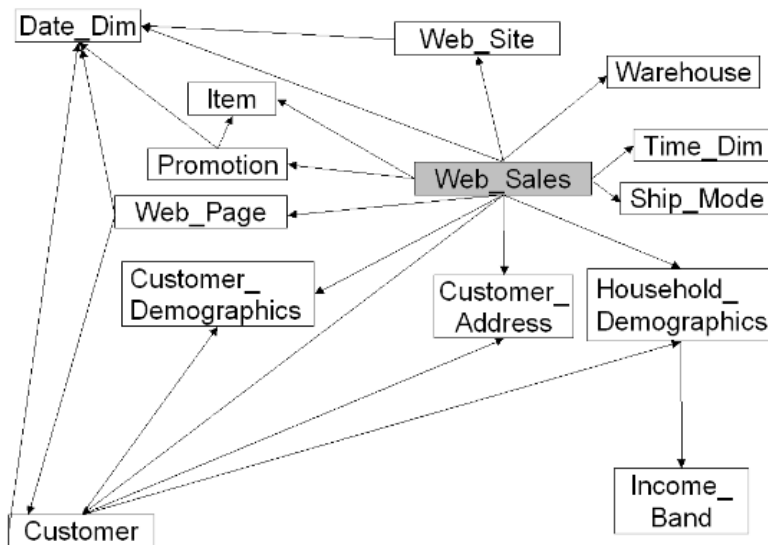 Date_Dim
Web_Site
Warehouse
Item
Promotion
Time_Dim
Web_Sales
Ship_Mode
Web_Page
Customer_
Demographics
Customer_
Address
Household_
Demographics
Income_
Band
Customer